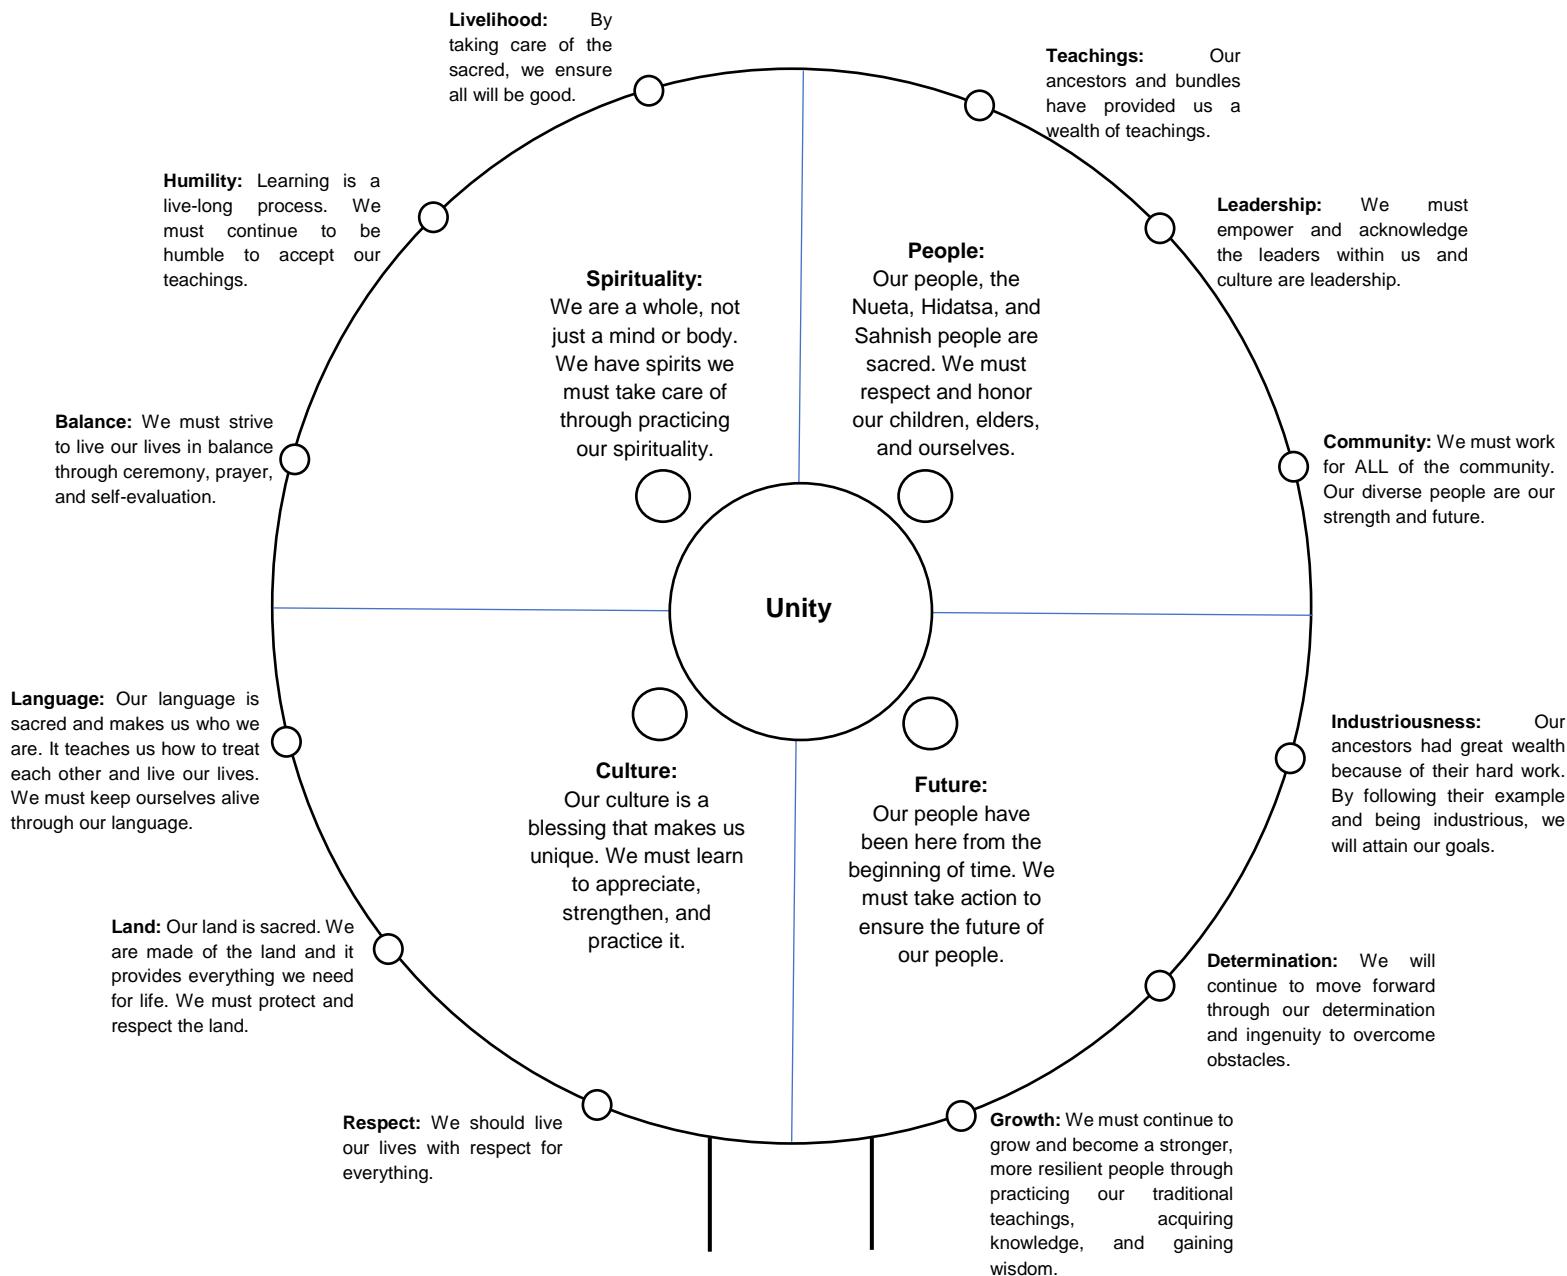 Livelihood: By
taking care of the
sacred, we ensure
all will be good.
Teachings: Our
ancestors and bundles
have provided us a
wealth of teachings.
Humility: Learning is a
live-long process. We
must continue to be
humble to accept our
teachings.
Leadership: We must
empower and acknowledge
the leaders within us and
culture are leadership.
Spirituality:
We are a whole, not
just a mind or body.
We have spirits we
must take care of
through practicing
our spirituality.
People:
Our people, the
Nueta, Hidatsa, and
Sahnish people are
sacred. We must
respect and honor
our children, elders,
and ourselves.
Balance: We must strive
to live our lives in balance
through ceremony, prayer,
and self-evaluation.
Community: We must work
for ALL of the community.
Our diverse people are our
strength and future.
Unity
Language: Our language is
sacred and makes us who we
are. It teaches us how to treat
each other and live our lives.
We must keep ourselves alive
through our language.
Industriousness: Our
ancestors had great wealth
because of their hard work.
By following their example
and being industrious, we
will attain our goals.
Culture:
Our culture is a
blessing that makes us
unique. We must learn
to appreciate,
strengthen, and
practice it.
Future:
Our people have
been here from the
beginning of time. We
must take action to
ensure the future of
our people.
Land: Our land is sacred. We
are made of the land and it
provides everything we need
for life. We must protect and
respect the land.
Determination: We will
continue to move forward
through our determination
and ingenuity to overcome
obstacles.
Respect: We should live
our lives with respect for
everything.
Growth: We must continue to
grow and become a stronger,
more resilient people through
practicing our traditional
teachings, acquiring
knowledge, and gaining
wisdom.